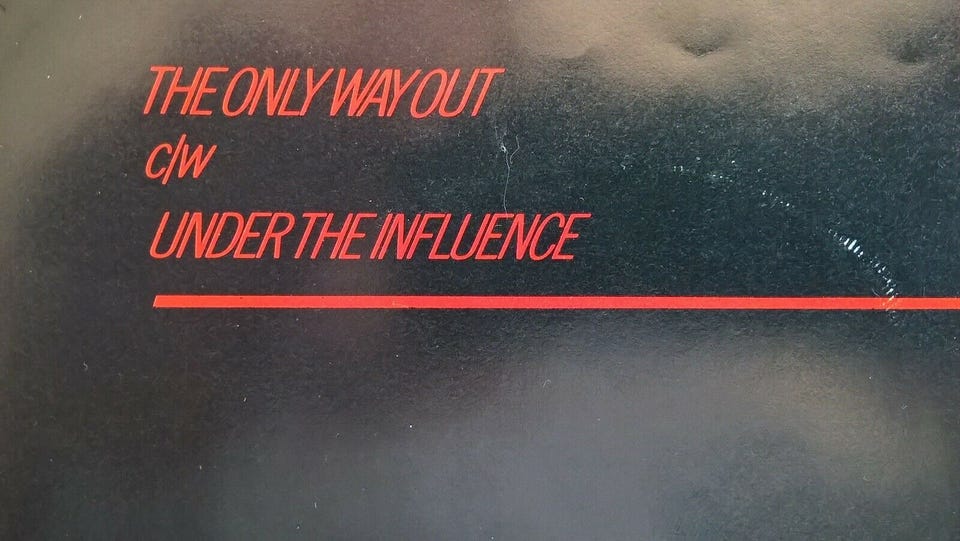 THE ONLY WAY OUT
c/w
UNDER THE INFLUENCE